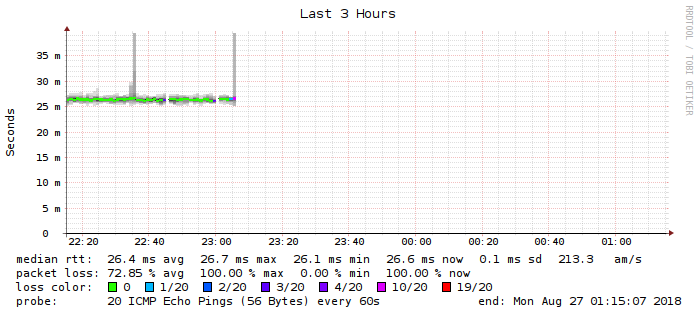 Last 3 Hours
RRDTOOL / TOBI OETIKER
Seconds
35 m
30 m
25 m
20 m
15 m
10 m
5 m
0
22:20 22:40 23:00 23:20 23:40 00:00 00:20 00:40 01:00
median rtt: 26.4 ms avg 26.7 ms max 26.1 ms min 26.6 ms now 0.1 ms sd 213.3 am/s
packet loss: 72.85 % avg 100.00 % max 0.00 % min 100.00 % now
loss color: 0 1/20 2/20 3/20 4/20 10/20 19/20
probe: 20 ICMP Echo Pings (56 Bytes) every 60s end: Mon Aug 27 01:15:07 2018